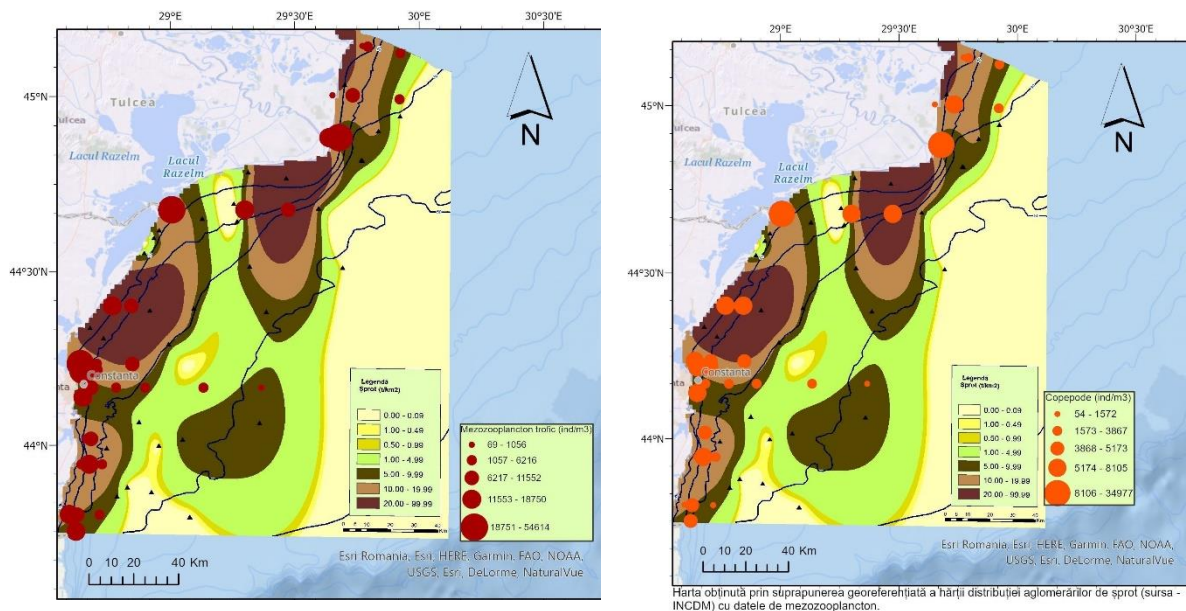 29°E
29°30'E
30°E
30°30'E
45°N
44°30'N
44°N
Tulcea
Tulcea
Lacul Razelm
Lacul
Razelm
Constanta
N
Legenda
Sprot (t/km2)
0.00 - 0.09
1.00 - 0.49
0.50 - 0.99
1.00 - 4.99
5.00 - 9.99
10.00 - 19.99
20.00 - 99.99
Mezozooplancton trofic (ind/m3)
69 - 1056
1057 - 6216
6217 - 11552
11553 - 18750
18751 - 54614
0 10 20 40 Km
Esri Romania, Esri, HERE, Garmin, FAO, NOAA,
USGS, Esri, DeLorme, NaturalVue
29°E
29°30'E
30°E
30°30'E
45°N
44°30'N
44°N
Tulcea
Tulcea
Lacul Razelm
Lacul
Razelm
Constanta
N
Legenda
Sprot (t/km2)
0.00 - 0.09
1.00 - 0.49
0.50 - 0.99
1.00 - 4.99
5.00 - 9.99
10.00 - 19.99
20.00 - 99.99
Copepode (ind/m3)
54 - 1572
1573 - 3867
3868 - 5173
5174 - 8105
8106 - 34977
0 10 20 40 Km
Esri Romania, Esri, HERE, Garmin, FAO, NOAA,
USGS, Esri, DeLorme, NaturalVue
Harta obținută prin suprapunerea georeferențiată a hărții distribuției aglomerărilor de șprot (sursa -
INCDM) cu datele de mezozooplancton.